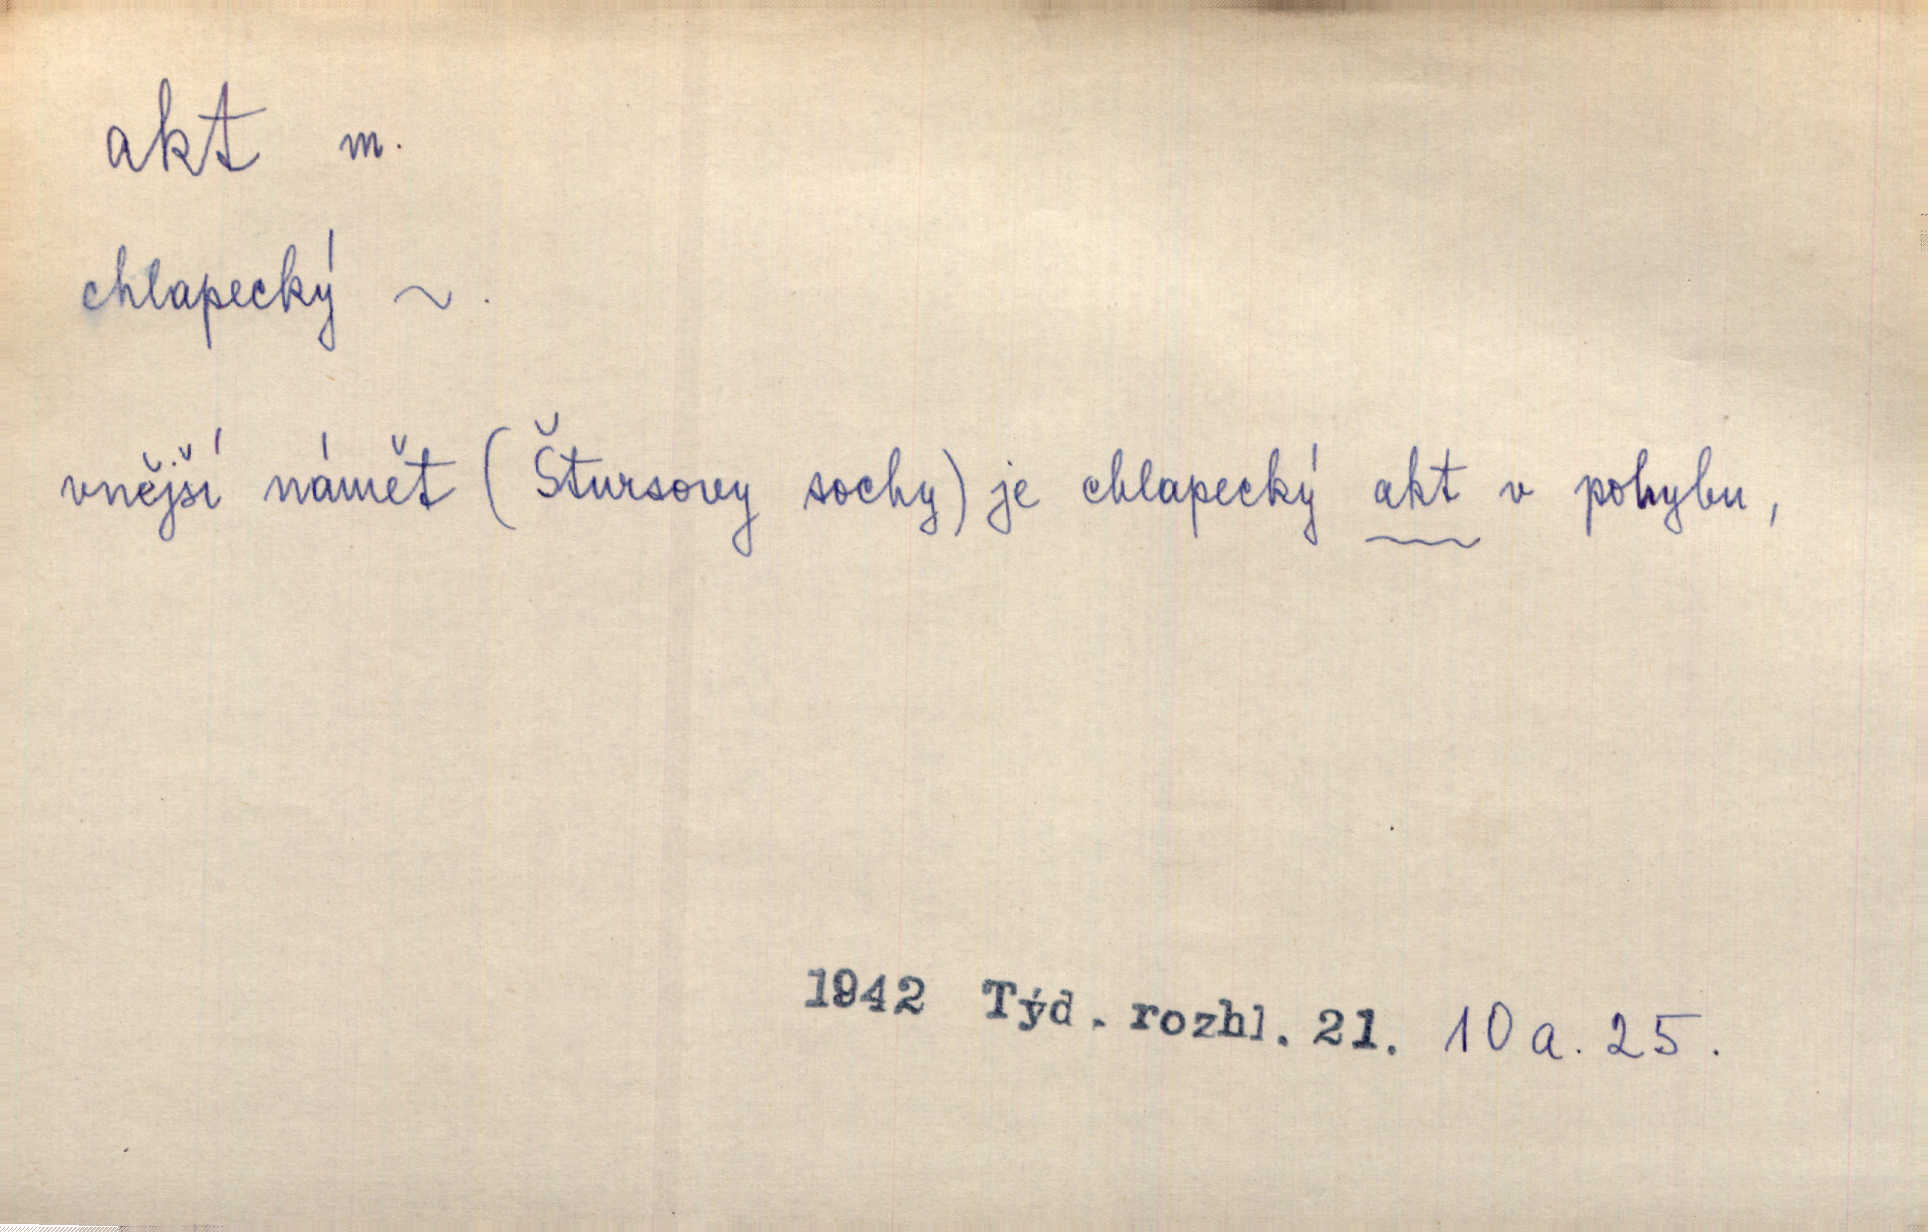 akt m.
chlapecký ~.
vnější námět (Štursovy sochy) je chlapecký akt v pohybu,
1942 Týd. rozhl. 21. 10a. 25.